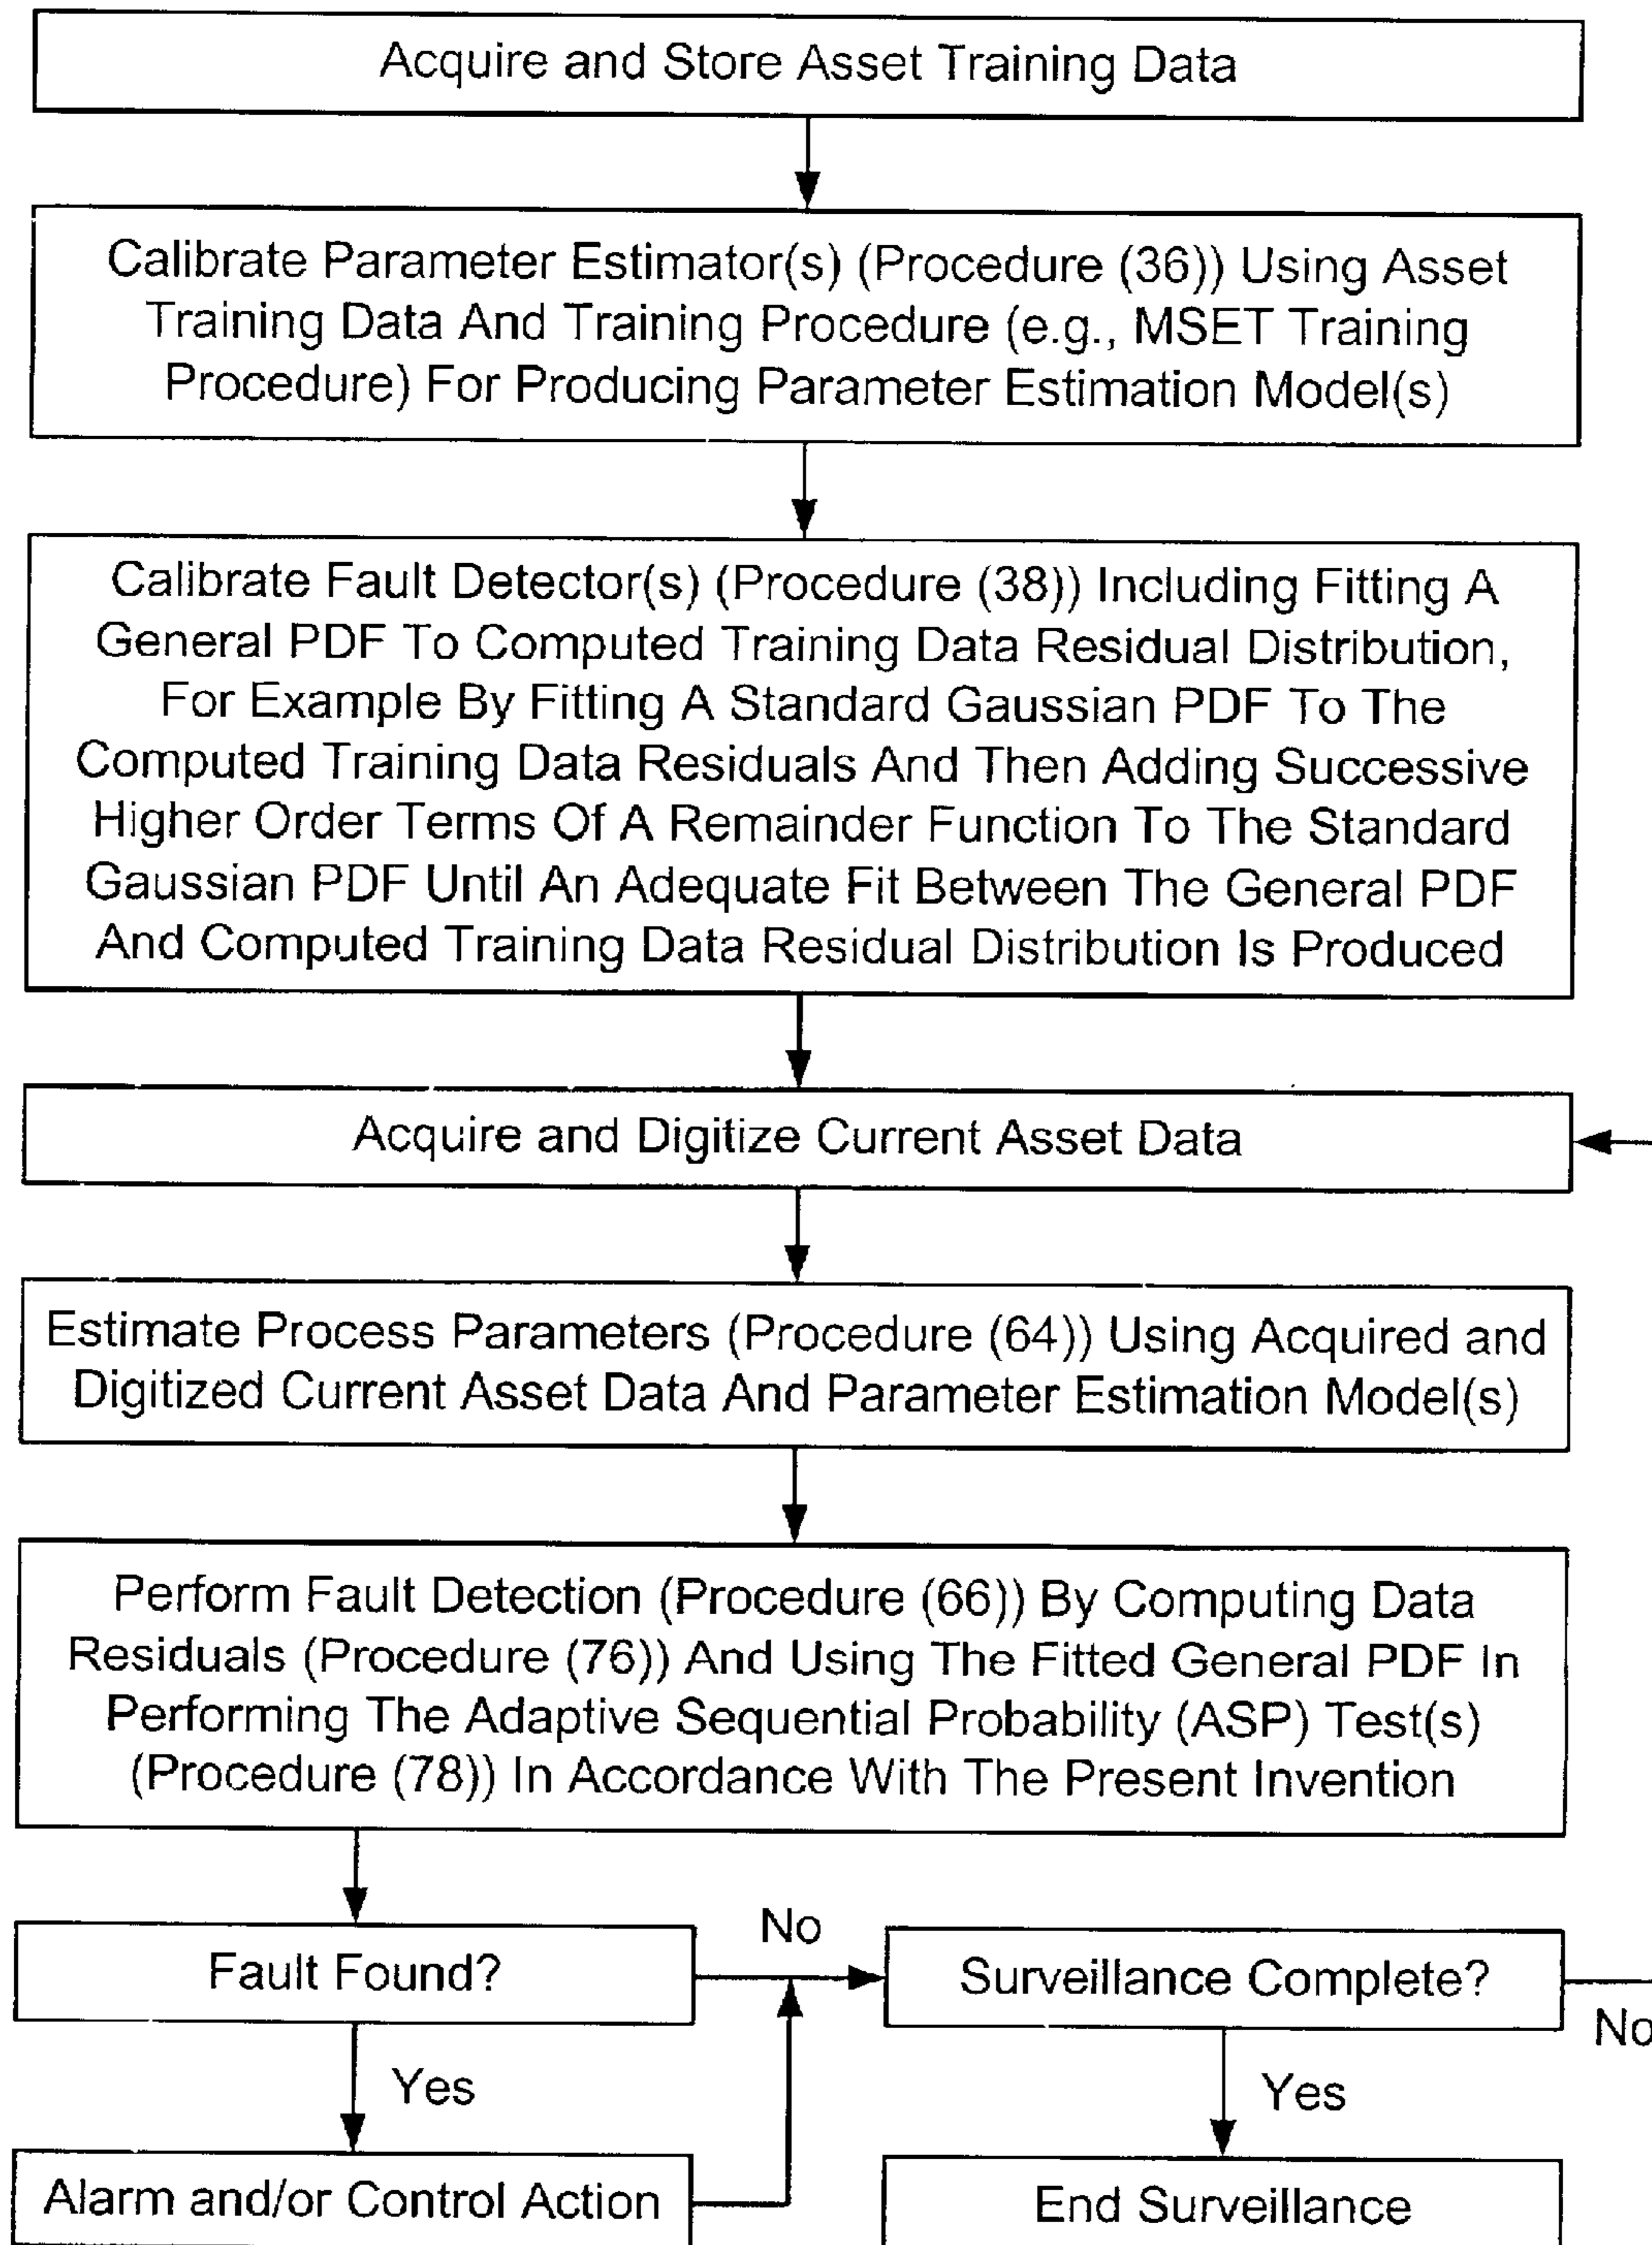 Acquire and Store Asset Training Data
Calibrate Parameter Estimator(s) (Procedure (36)) Using Asset
Training Data And Training Procedure (e.g., MSET Training
Procedure) For Producing Parameter Estimation Model(s)
Calibrate Fault Detector(s) (Procedure (38)) Including Fitting A
General PDF To Computed Training Data Residual Distribution,
For Example By Fitting A Standard Gaussian PDF To The
Computed Training Data Residuals And Then Adding Successive
Higher Order Terms Of A Remainder Function To The Standard
Gaussian PDF Until An Adequate Fit Between The General PDF
And Computed Training Data Residual Distribution Is Produced
Acquire and Digitize Current Asset Data
Estimate Process Parameters (Procedure (64)) Using Acquired and
Digitized Current Asset Data And Parameter Estimation Model(s)
Perform Fault Detection (Procedure (66)) By Computing Data
Residuals (Procedure (76)) And Using The Fitted General PDF In
Performing The Adaptive Sequential Probability (ASP) Test(s)
(Procedure (78)) In Accordance With The Present Invention
Fault Found?
No
Surveillance Complete?
No
Yes
Yes
Alarm and/or Control Action
End Surveillance